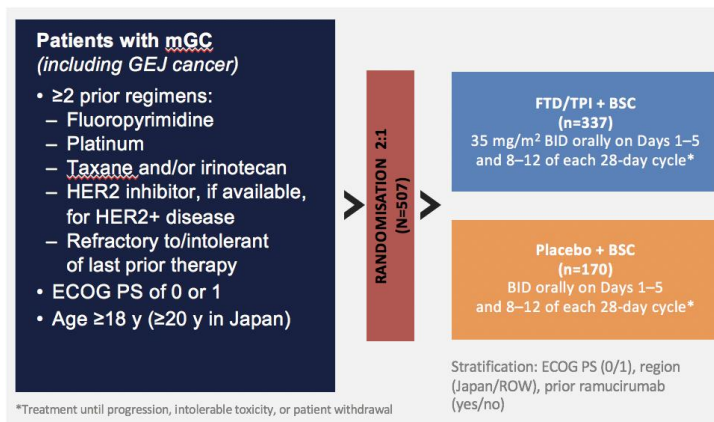 Patients with mGC
(including GEJ cancer)
• ≥2 prior regimens:
– Fluoropyrimidine
– Platinum
– Taxane and/or irinotecan
– HER2 inhibitor, if available,
for HER2+ disease
– Refractory to/intolerant
of last prior therapy
• ECOG PS of 0 or 1
• Age ≥18 y (≥20 y in Japan)
RANDOMISATION 2:1
(N=507)
FTD/TPI + BSC
(n=337)
35 mg/m² BID orally on Days 1–5
and 8–12 of each 28-day cycle*
Placebo + BSC
(n=170)
BID orally on Days 1–5
and 8–12 of each 28-day cycle*
Stratification: ECOG PS (0/1), region
(Japan/ROW), prior ramucirumab
(yes/no)
*Treatment until progression, intolerable toxicity, or patient withdrawal